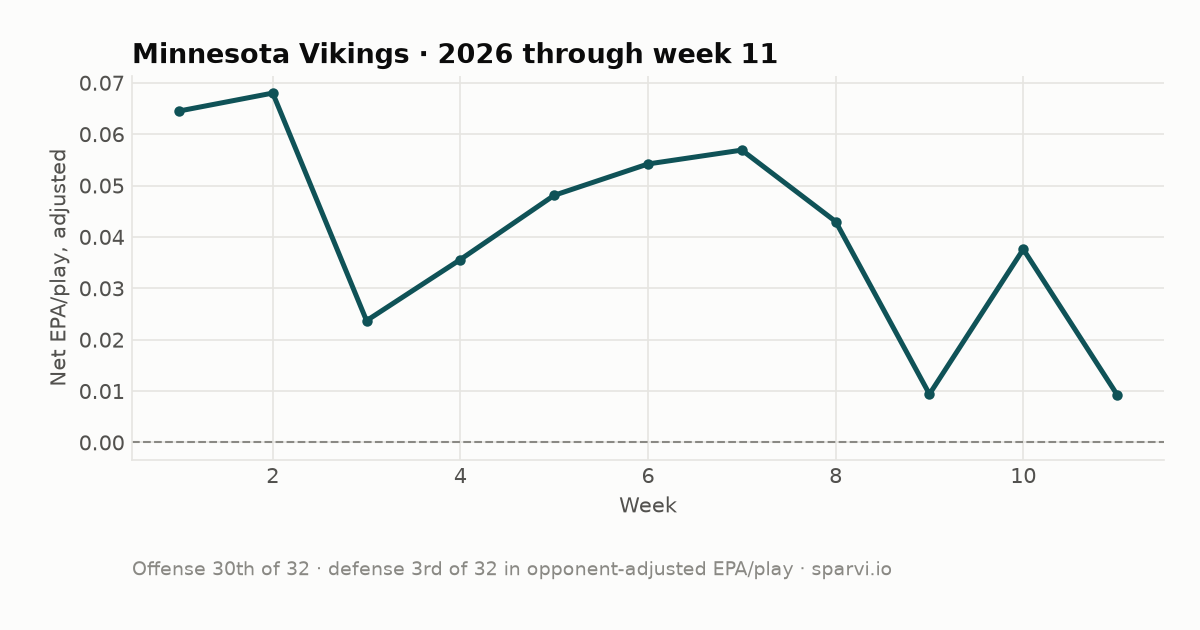 Minnesota Vikings · 2026 through week 11
0.07
0.06
0.05
0.04
0.03
0.02
0.01
0.00
Net EPA/play, adjusted
2 4 6 8 10
Week
Offense 30th of 32 · defense 3rd of 32 in opponent-adjusted EPA/play · sparvi.io